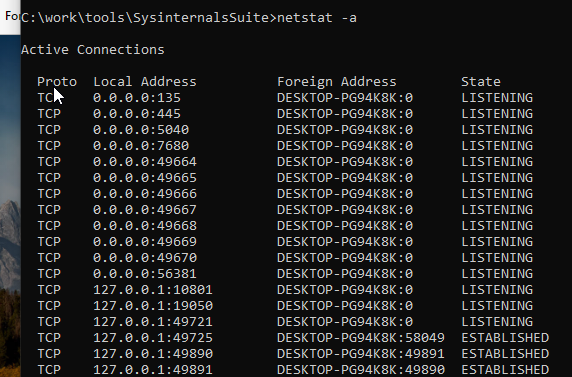 Fo
C:\work\tools\SysinternalsSuite>netstat -a
Active Connections
Proto Local Address Foreign Address State
TCP 0.0.0.0:135 DESKTOP-PG94K8K:0 LISTENING
TCP 0.0.0.0:445 DESKTOP-PG94K8K:0 LISTENING
TCP 0.0.0.0:5040 DESKTOP-PG94K8K:0 LISTENING
TCP 0.0.0.0:7680 DESKTOP-PG94K8K:0 LISTENING
TCP 0.0.0.0:49664 DESKTOP-PG94K8K:0 LISTENING
TCP 0.0.0.0:49665 DESKTOP-PG94K8K:0 LISTENING
TCP 0.0.0.0:49666 DESKTOP-PG94K8K:0 LISTENING
TCP 0.0.0.0:49667 DESKTOP-PG94K8K:0 LISTENING
TCP 0.0.0.0:49668 DESKTOP-PG94K8K:0 LISTENING
TCP 0.0.0.0:49669 DESKTOP-PG94K8K:0 LISTENING
TCP 0.0.0.0:49670 DESKTOP-PG94K8K:0 LISTENING
TCP 0.0.0.0:56381 DESKTOP-PG94K8K:0 LISTENING
TCP 127.0.0.1:10801 DESKTOP-PG94K8K:0 LISTENING
TCP 127.0.0.1:19050 DESKTOP-PG94K8K:0 LISTENING
TCP 127.0.0.1:49721 DESKTOP-PG94K8K:0 LISTENING
TCP 127.0.0.1:49725 DESKTOP-PG94K8K:58049 ESTABLISHED
TCP 127.0.0.1:49890 DESKTOP-PG94K8K:49891 ESTABLISHED
TCP 127.0.0.1:49891 DESKTOP-PG94K8K:49890 ESTABLISHED